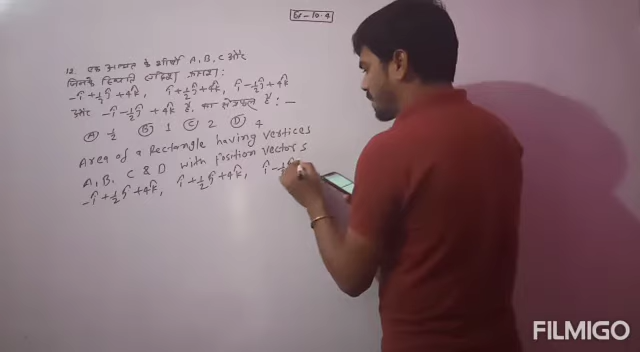 Ex-10.4
12. एक आयत के शीर्षों A, B, C और
जिनके स्थिति सदिश क्रमशः
-î+½ĵ+4k̂, î+½ĵ+4k̂, î-½ĵ+4k̂
और -î-½ĵ+4k̂ हैं, का क्षेत्रफल है: —
(A) ½ (B) 1 (C) 2 (D) 4
Area of a Rectangle having vertices
A, B, C & D with position vectors
-î+½ĵ+4k̂, î+½ĵ+4k̂, î-½ĵ
FILMIGO